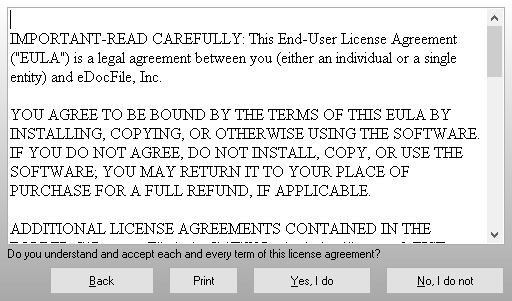 IMPORTANT-READ CAREFULLY: This End-User License Agreement
("EULA") is a legal agreement between you (either an individual or a single
entity) and eDocFile, Inc.
YOU AGREE TO BE BOUND BY THE TERMS OF THIS EULA BY
INSTALLING, COPYING, OR OTHERWISE USING THE SOFTWARE.
IF YOU DO NOT AGREE, DO NOT INSTALL, COPY, OR USE THE
SOFTWARE; YOU MAY RETURN IT TO YOUR PLACE OF
PURCHASE FOR A FULL REFUND, IF APPLICABLE.
ADDITIONAL LICENSE AGREEMENTS CONTAINED IN THE
Do you understand and accept each and every term of this license agreement?
Back Print Yes, I do No, I do not